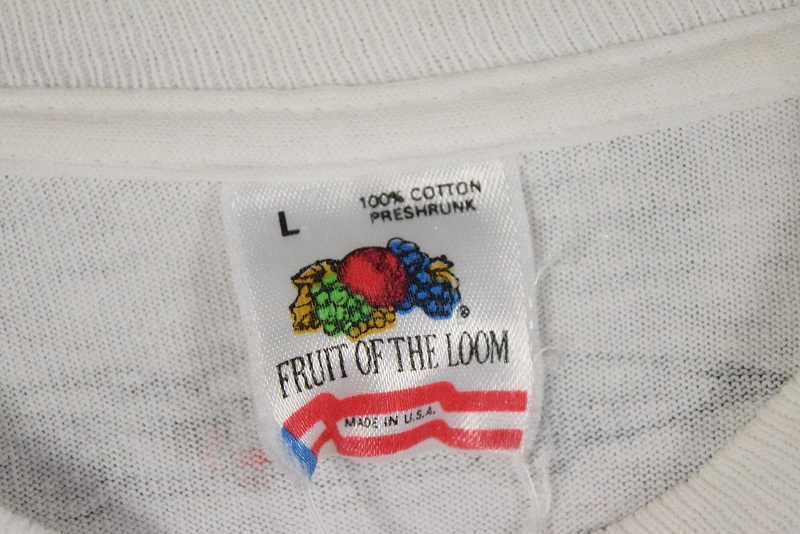 L
100% COTTON
PRESHRUNK
®
FRUIT OF THE LOOM
MADE IN U.S.A.